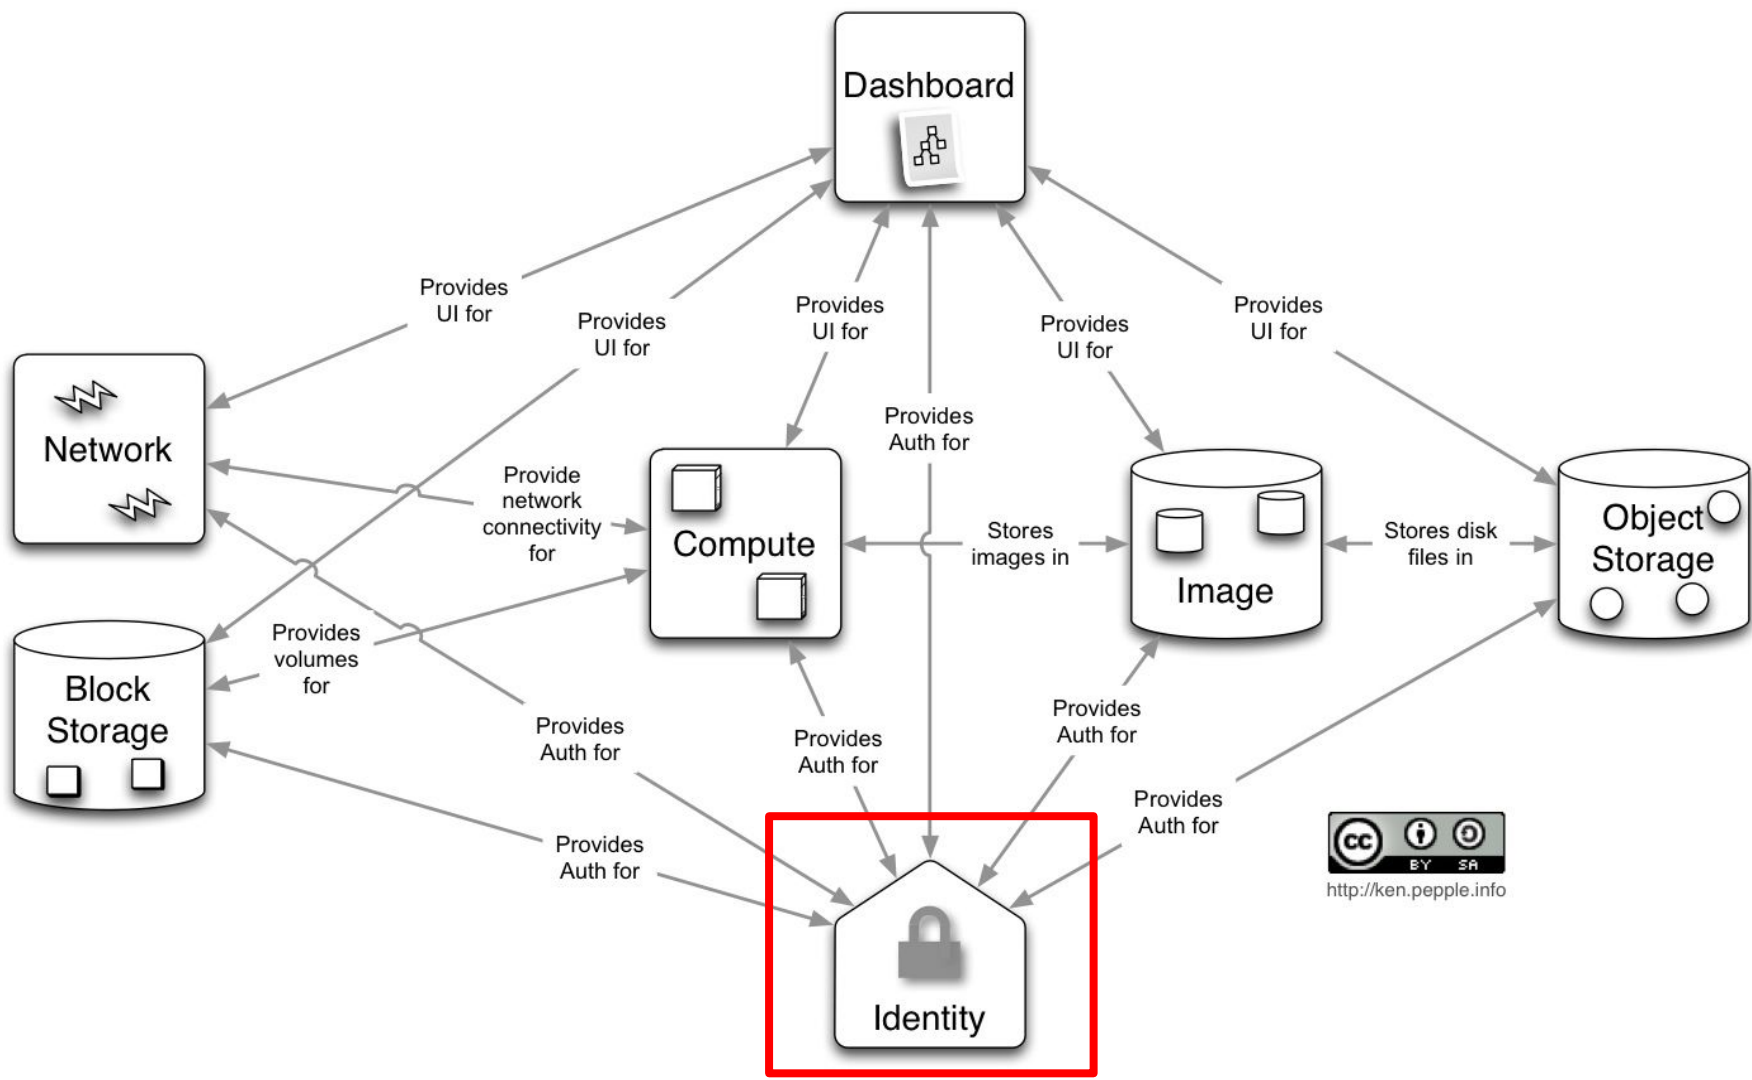 Dashboard
Provides
UI for
Provides
UI for
Provides
UI for
Provides
UI for
Provides
UI for
Network
Provides
Auth for
Provide
network
connectivity
for
Compute
Stores
images in
Image
Stores disk
files in
Object
Storage
Block
Storage
Provides
volumes
for
Provides
Auth for
Provides
Auth for
Provides
Auth for
Provides
Auth for
Provides
Auth for
Identity
cc
BY SA
http://ken.pepple.info